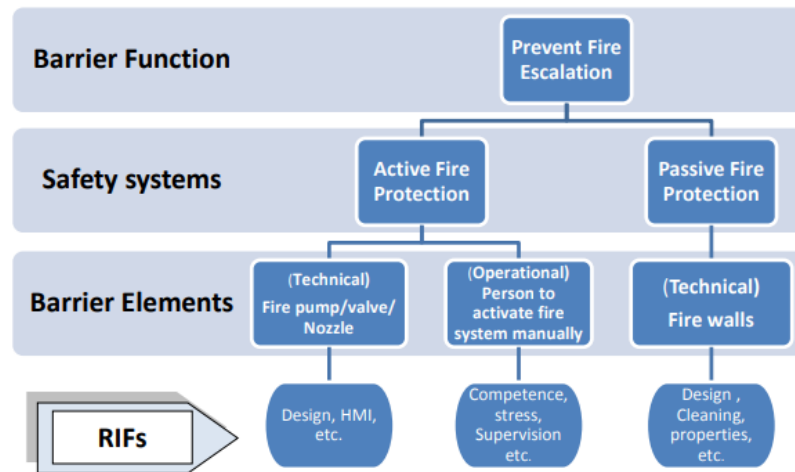 Barrier Function
Prevent Fire
Escalation
Safety systems
Active Fire
Protection
Passive Fire
Protection
Barrier Elements
(Technical)
Fire pump/valve/
Nozzle
(Operational)
Person to
activate fire
system manually
(Technical)
Fire walls
RIFs
Design, HMI,
etc.
Competence,
stress,
Supervision
etc.
Design ,
Cleaning,
properties,
etc.